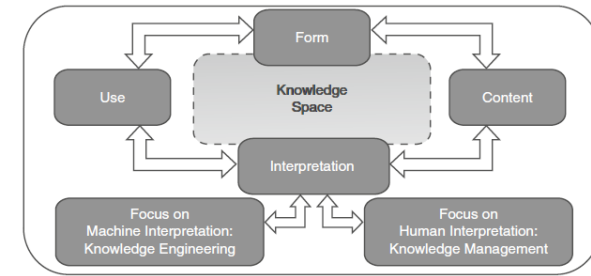 Form
Knowledge
Space
Use
Content
Interpretation
Focus on
Machine Interpretation:
Knowledge Engineering
Focus on
Human Interpretation:
Knowledge Management